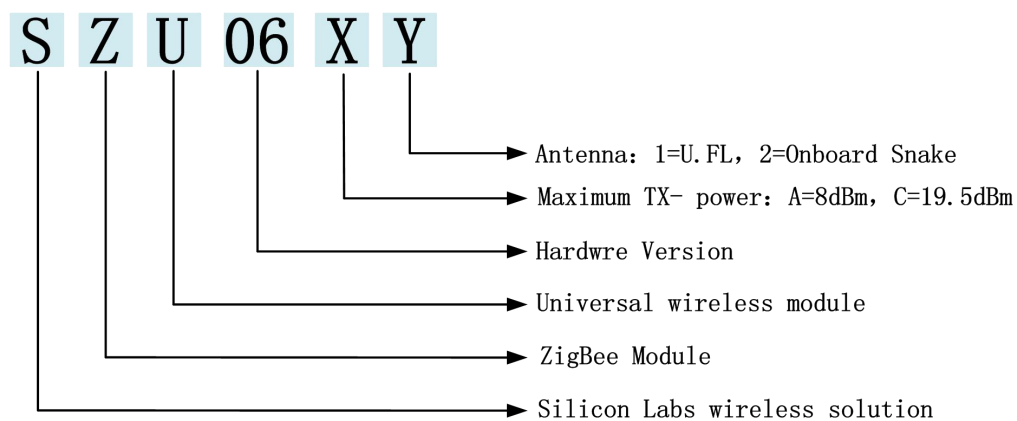 S Z U 06 X Y
Antenna: 1=U.FL, 2=Onboard Snake
Maximum TX- power: A=8dBm, C=19.5dBm
Hardwre Version
Universal wireless module
ZigBee Module
Silicon Labs wireless solution